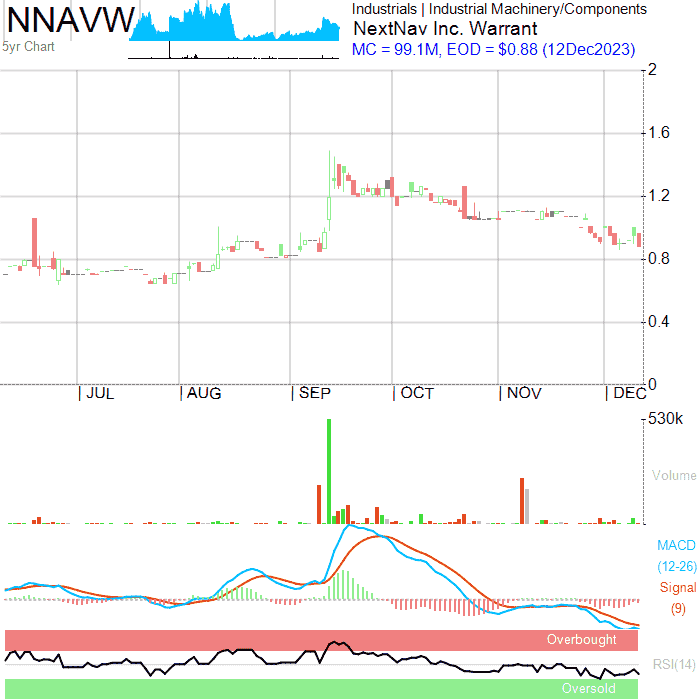 NNAVW
5yr Chart
Industrials | Industrial Machinery/Components
NextNav Inc. Warrant
MC = 99.1M, EOD = $0.88 (12Dec2023)
2
1.6
1.2
0.8
0.4
0
| JUL | AUG | SEP | OCT | NOV | DEC
530K
Volume
MACD
(12-26)
Signal
(9)
Overbought
RSI(14)
Oversold